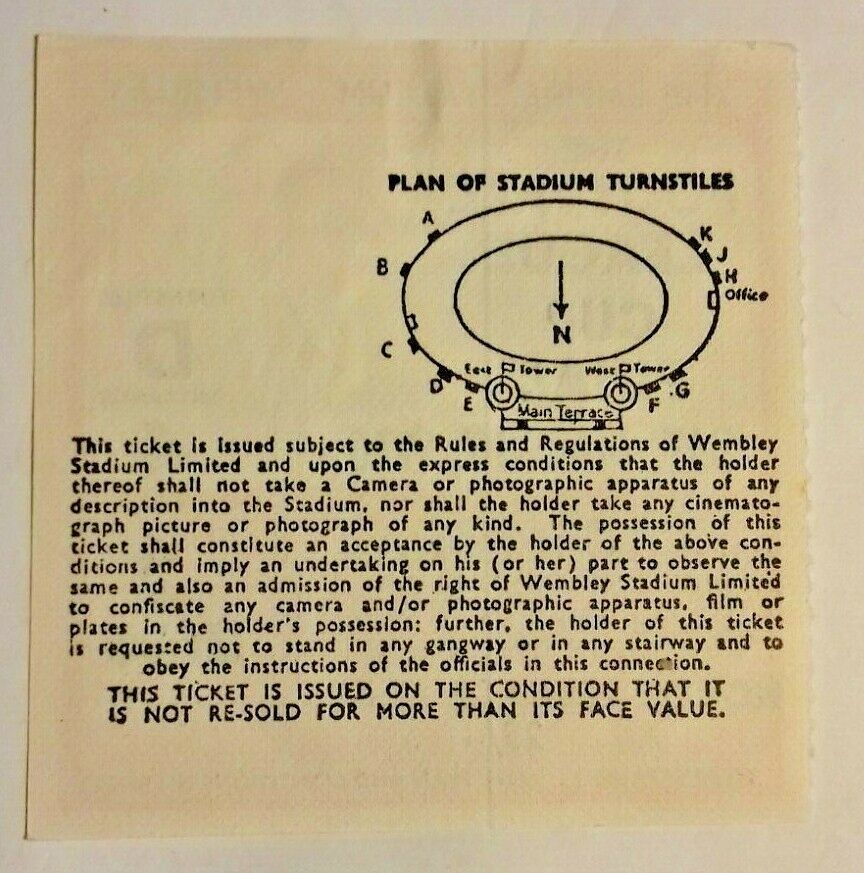 PLAN OF STADIUM TURNSTILES
A
K
J
B
H
Office
N
C
East Tower West Tower
D
E
F
G
Main Terrace
This ticket is issued subject to the Rules and Regulations of Wembley
Stadium Limited and upon the express conditions that the holder
thereof shall not take a Camera or photographic apparatus of any
description into the Stadium, nor shall the holder take any cinemato-
graph picture or photograph of any kind. The possession of this
ticket shall constitute an acceptance by the holder of the above con-
ditions and imply an undertaking on his (or her) part to observe the
same and also an admission of the right of Wembley Stadium Limited
to confiscate any camera and/or photographic apparatus, film or
plates in the holder's possession: further, the holder of this ticket
is requested not to stand in any gangway or in any stairway and to
obey the instructions of the officials in this connection.
THIS TICKET IS ISSUED ON THE CONDITION THAT IT
IS NOT RE-SOLD FOR MORE THAN ITS FACE VALUE.